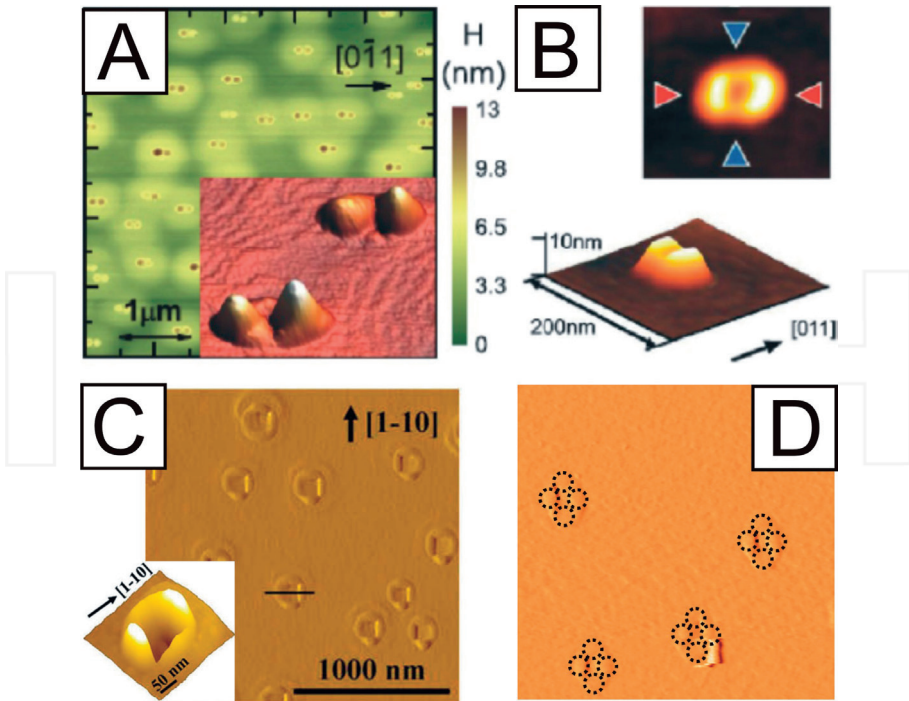 A
[01̄1]
1μm
H
(nm)
13
9.8
6.5
3.3
0
B
10nm
200nm
[011]
C
[1-10]
[1-10]
50 nm
1000 nm
D